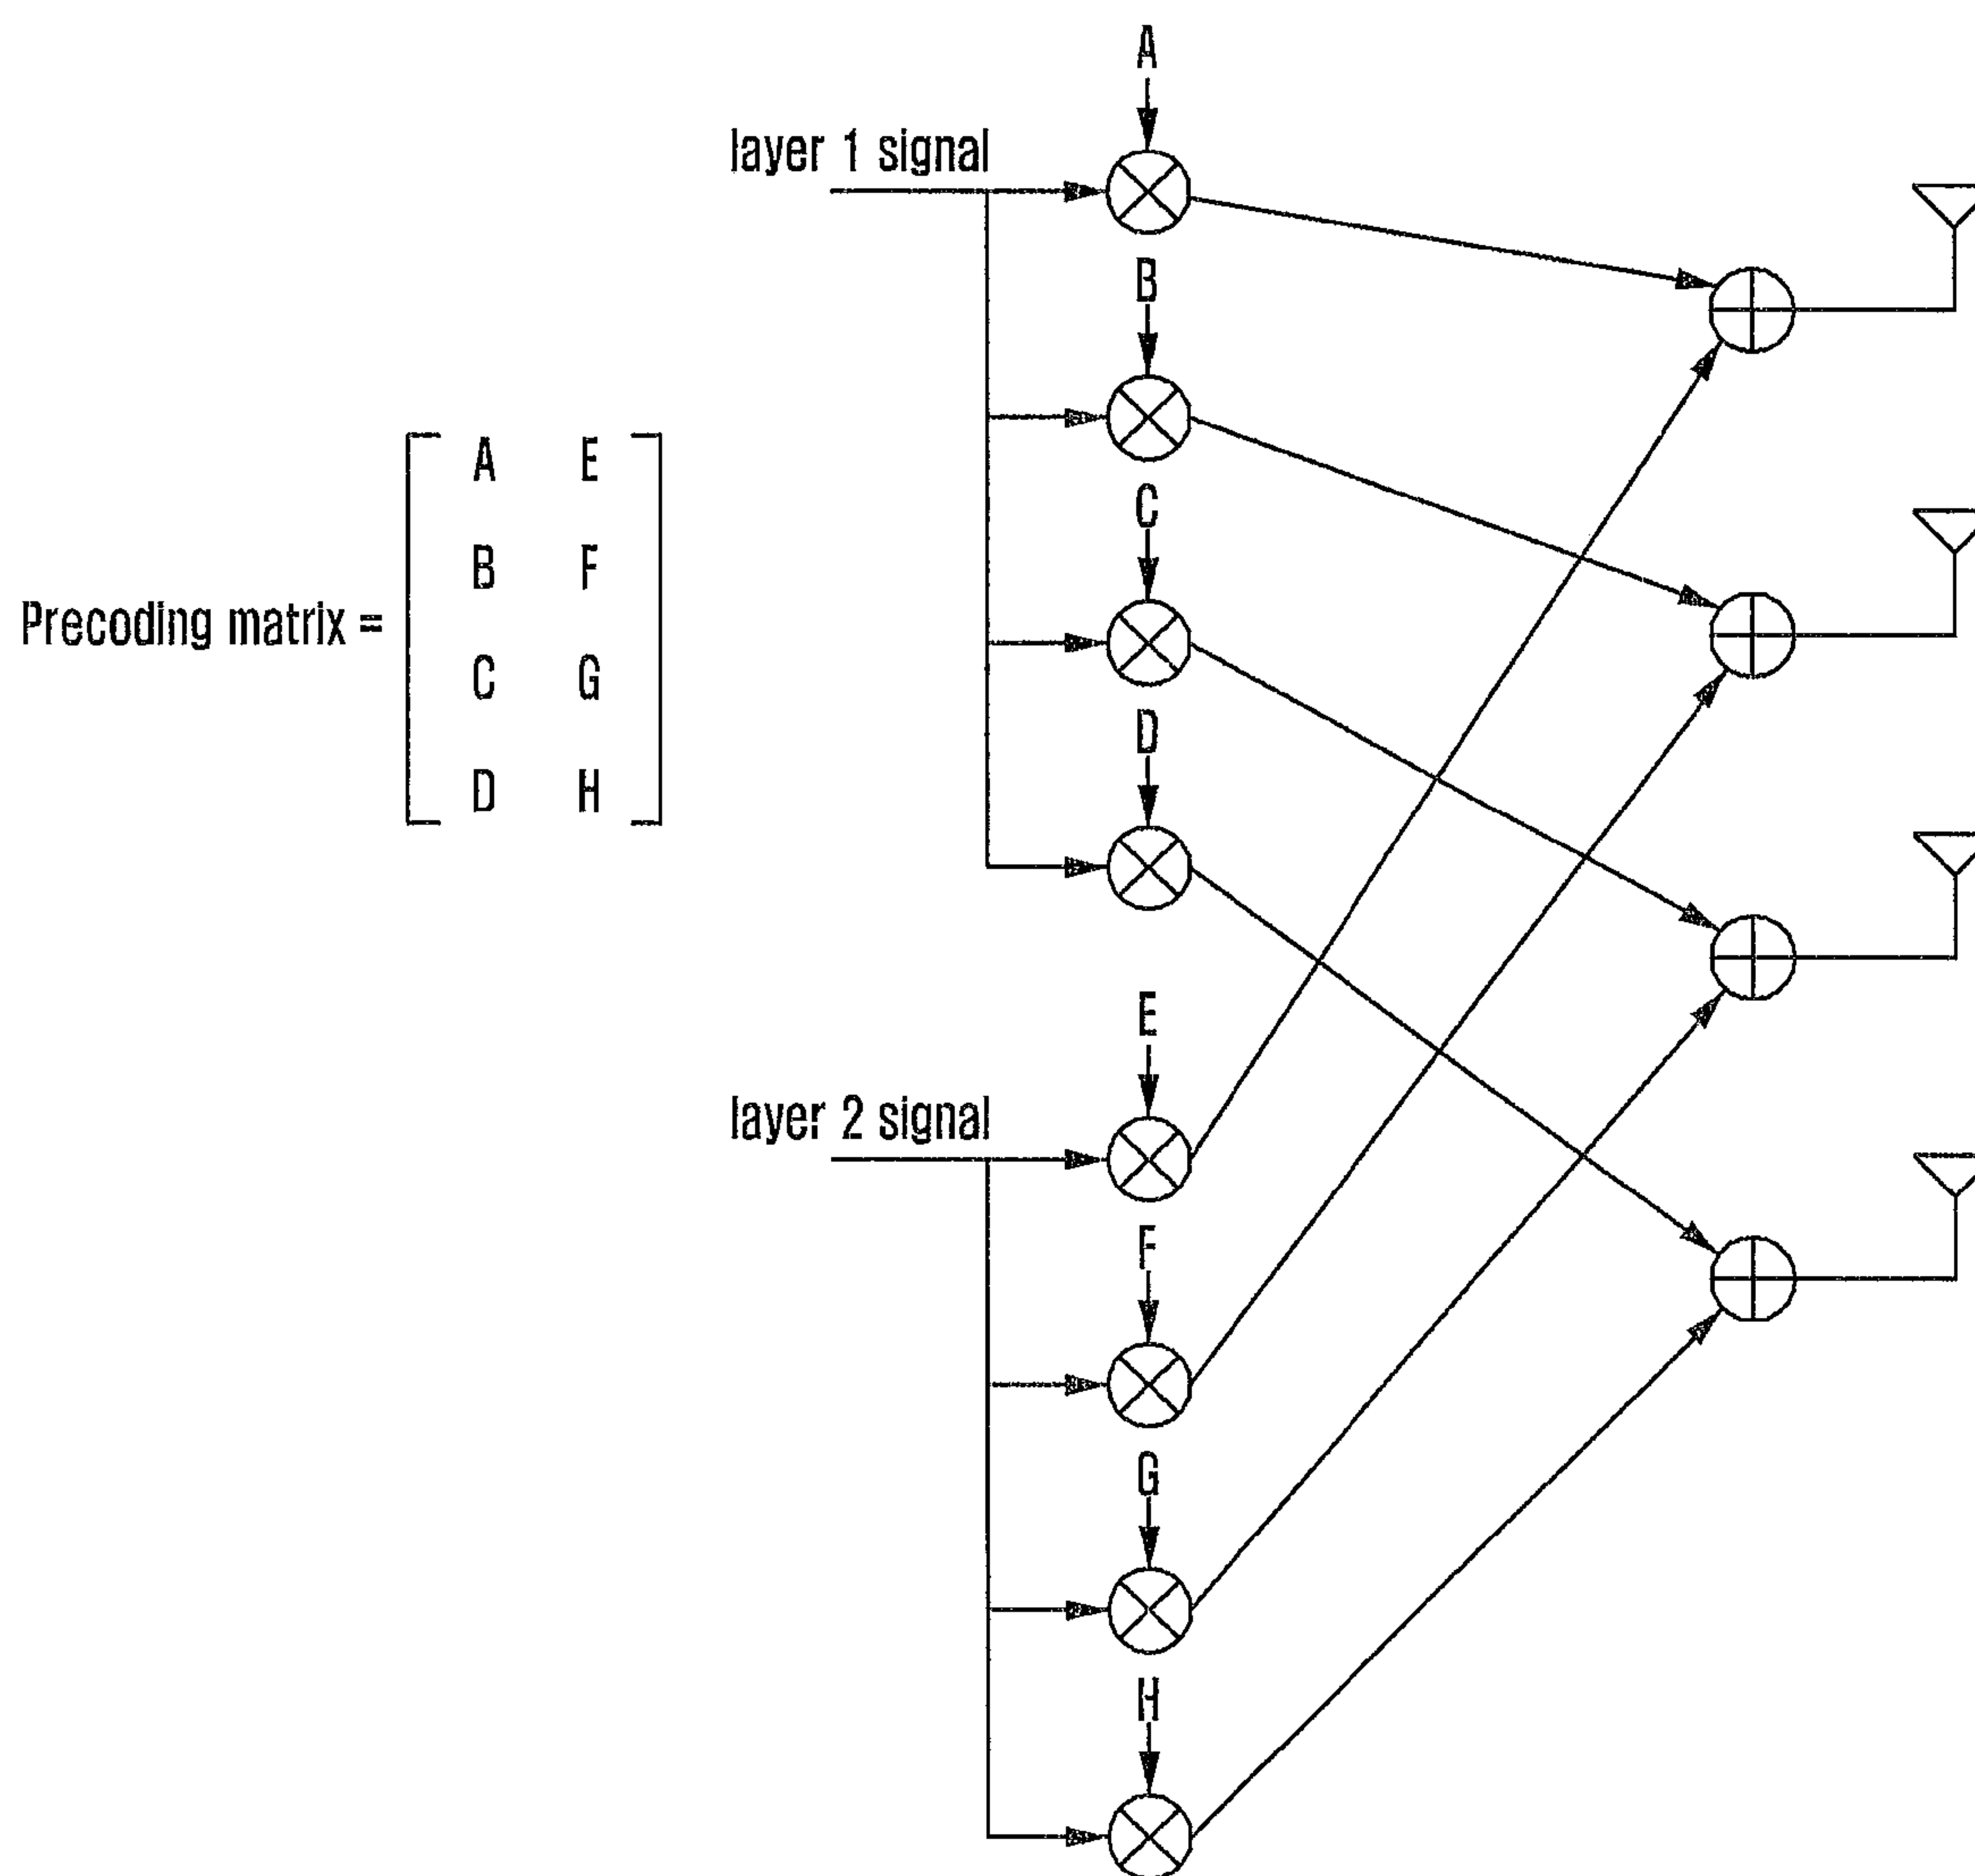 A
layer 1 signal
B
A E
B F
C
Precoding matrix =
C G
D
D H
E
layer 2 signal
F
G
H